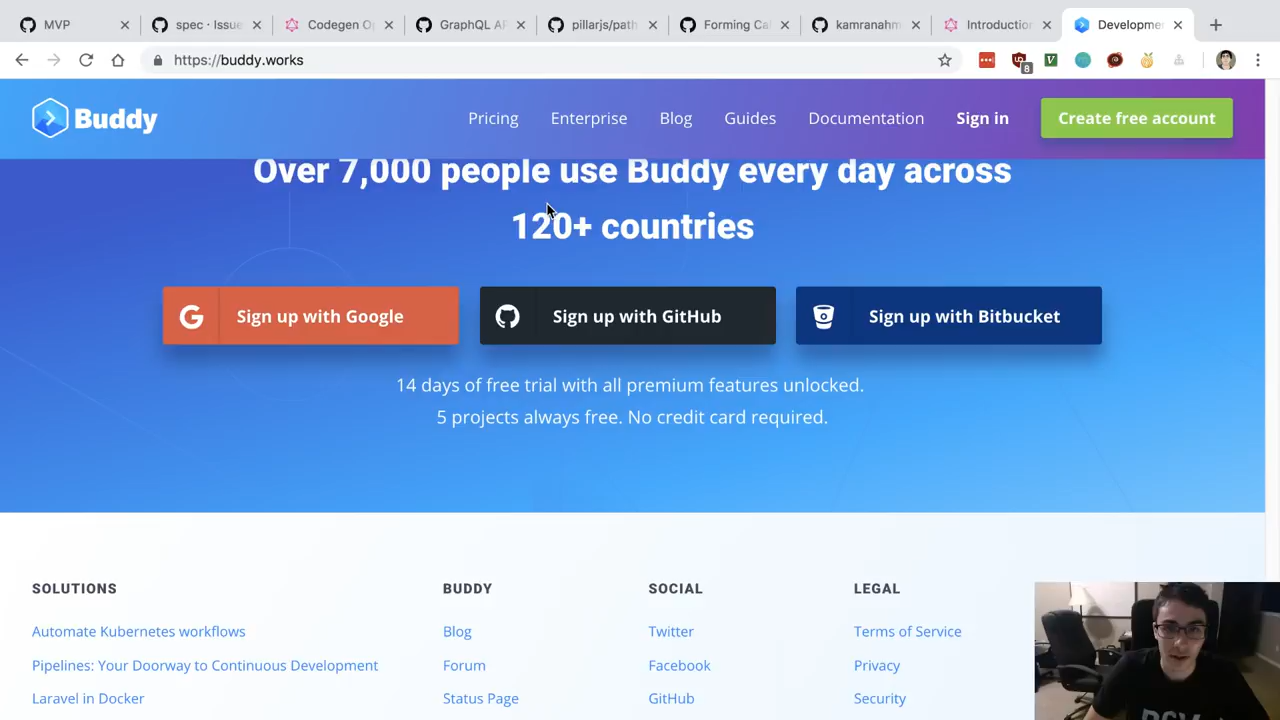 MVP
spec · Issue
Codegen Op
GraphQL AP
pillarjs/path
Forming Ca
kamranahm
Introduction
Developme
https://buddy.works
8
Buddy
Pricing
Enterprise
Blog
Guides
Documentation
Sign in
Create free account
Over 7,000 people use Buddy every day across
120+ countries
Sign up with Google
Sign up with GitHub
Sign up with Bitbucket
14 days of free trial with all premium features unlocked.
5 projects always free. No credit card required.
SOLUTIONS
Automate Kubernetes workflows
Pipelines: Your Doorway to Continuous Development
Laravel in Docker
BUDDY
Blog
Forum
Status Page
SOCIAL
Twitter
Facebook
GitHub
LEGAL
Terms of Service
Privacy
Security